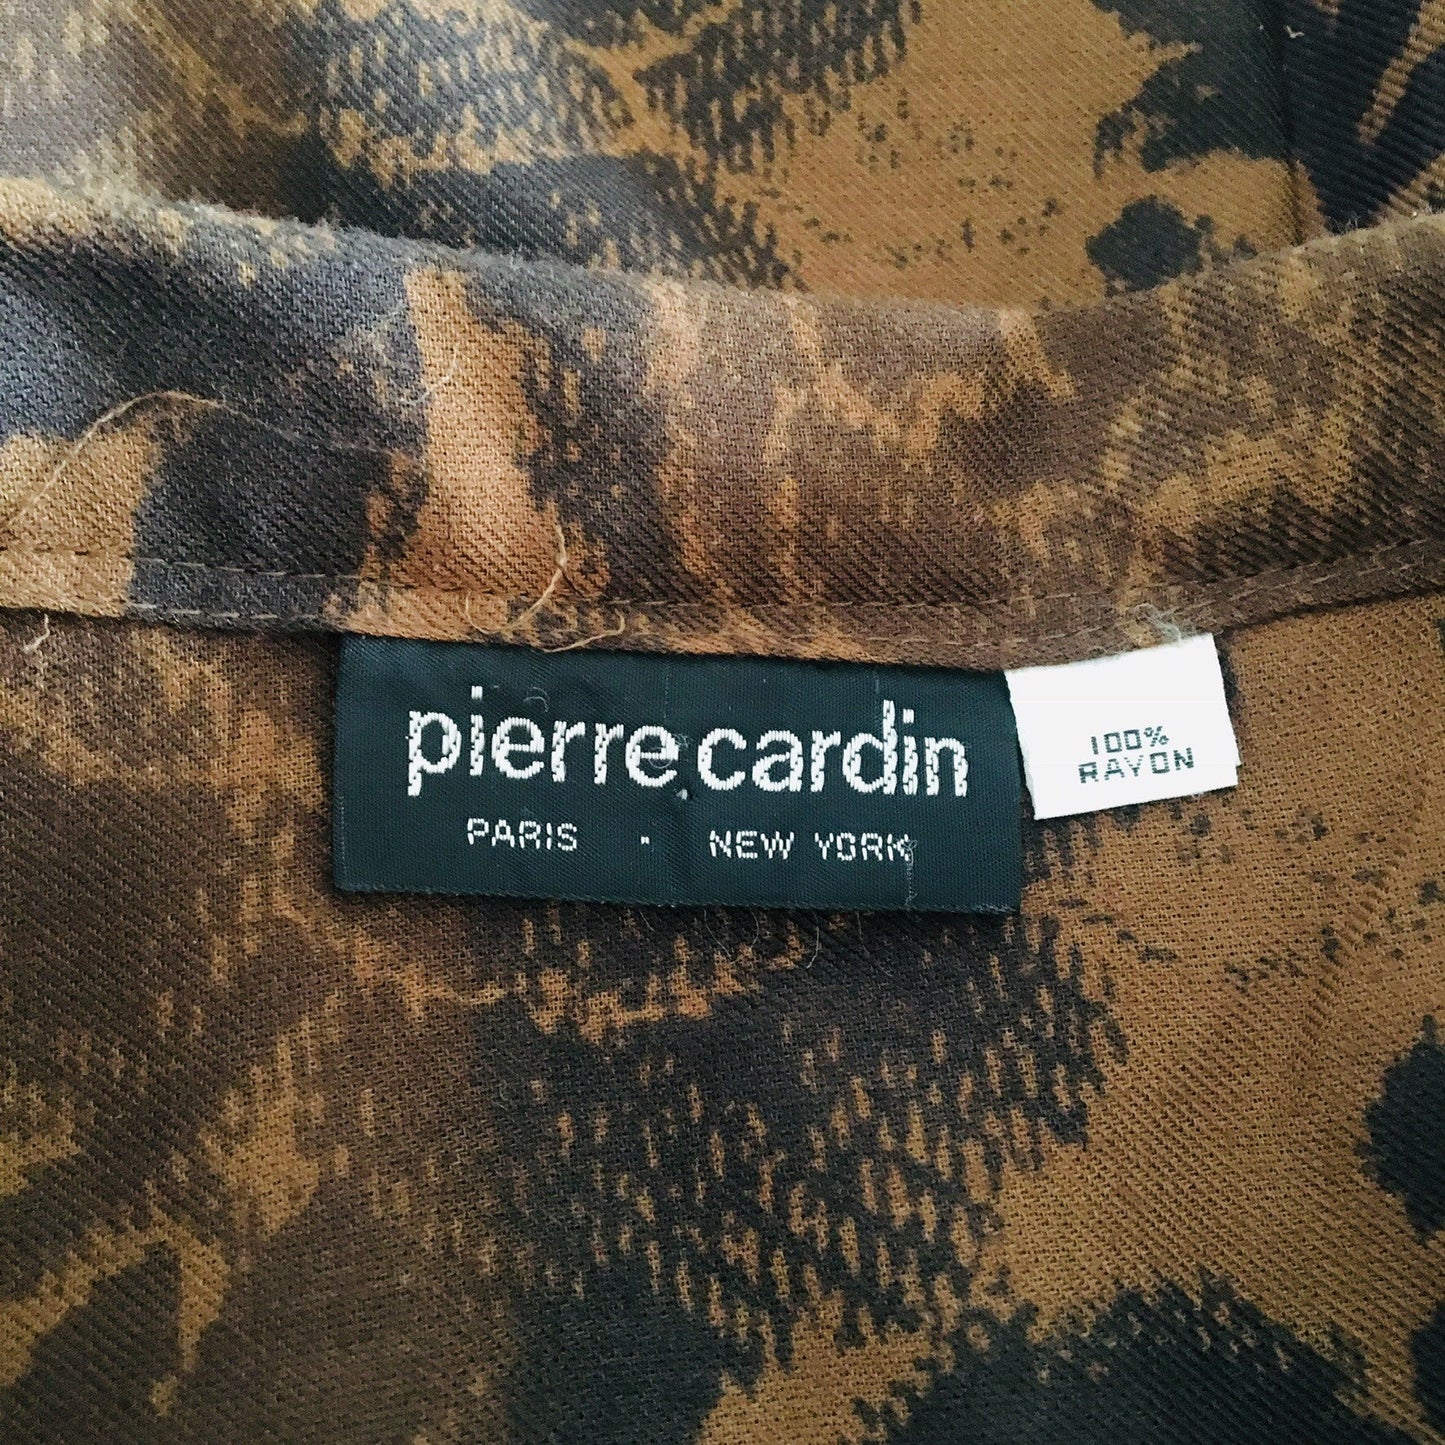 pierre cardin
PARIS · NEW YORK
100%
RAYON